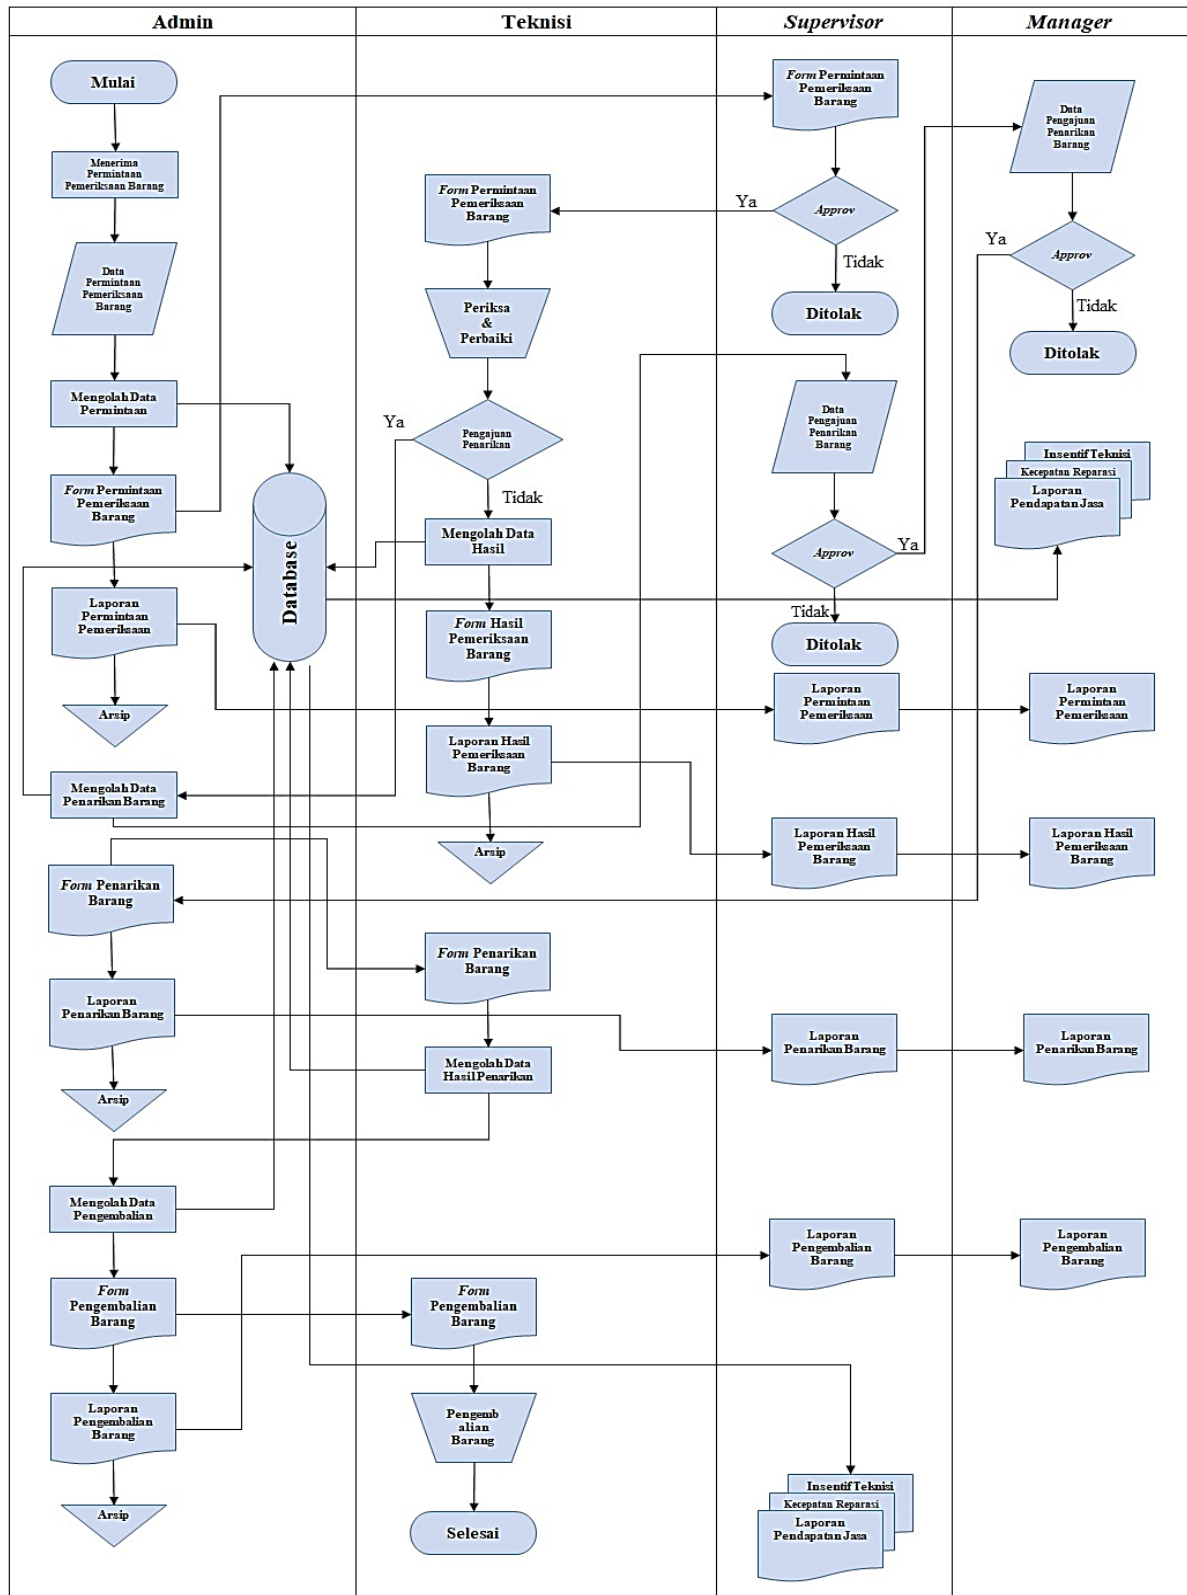 Admin
Teknisi
Supervisor
Manager
Mulai
Menerima
Permintaan
Pemeriksaan Barang
Data
Permintaan
Pemeriksaan
Barang
Mengolah Data
Permintaan
Form Permintaan
Pemeriksaan
Barang
Laporan
Permintaan
Pemeriksaan
Arsip
Mengolah Data
Penarikan Barang
Form Penarikan
Barang
Laporan
Penarikan Barang
Arsip
Mengolah Data
Pengembalian
Form
Pengembalian
Barang
Laporan
Pengembalian
Barang
Arsip
Database
Form Permintaan
Pemeriksaan
Barang
Periksa
&
Perbaiki
Ya
Pengajuan
Penarikan
Tidak
Mengolah Data
Hasil
Form Hasil
Pemeriksaan
Barang
Laporan Hasil
Pemeriksaan
Barang
Arsip
Form Penarikan
Barang
Mengolah Data
Hasil Penarikan
Form
Pengembalian
Barang
Pengemb
alian
Barang
Selesai
Form Permintaan
Pemeriksaan
Barang
Ya
Approv
Tidak
Ditolak
Data
Pengajuan
Penarikan
Barang
Approv
Ya
Tidak
Ditolak
Laporan
Permintaan
Pemeriksaan
Laporan Hasil
Pemeriksaan
Barang
Laporan
Penarikan Barang
Laporan
Pengembalian
Barang
Insentif Teknisi
Kecepatan Reparasi
Laporan
Pendapatan Jasa
Data
Pengajuan
Penarikan
Barang
Ya
Approv
Tidak
Ditolak
Insentif Teknisi
Kecepatan Reparasi
Laporan
Pendapatan Jasa
Laporan
Permintaan
Pemeriksaan
Laporan Hasil
Pemeriksaan
Barang
Laporan
Penarikan Barang
Laporan
Pengembalian
Barang